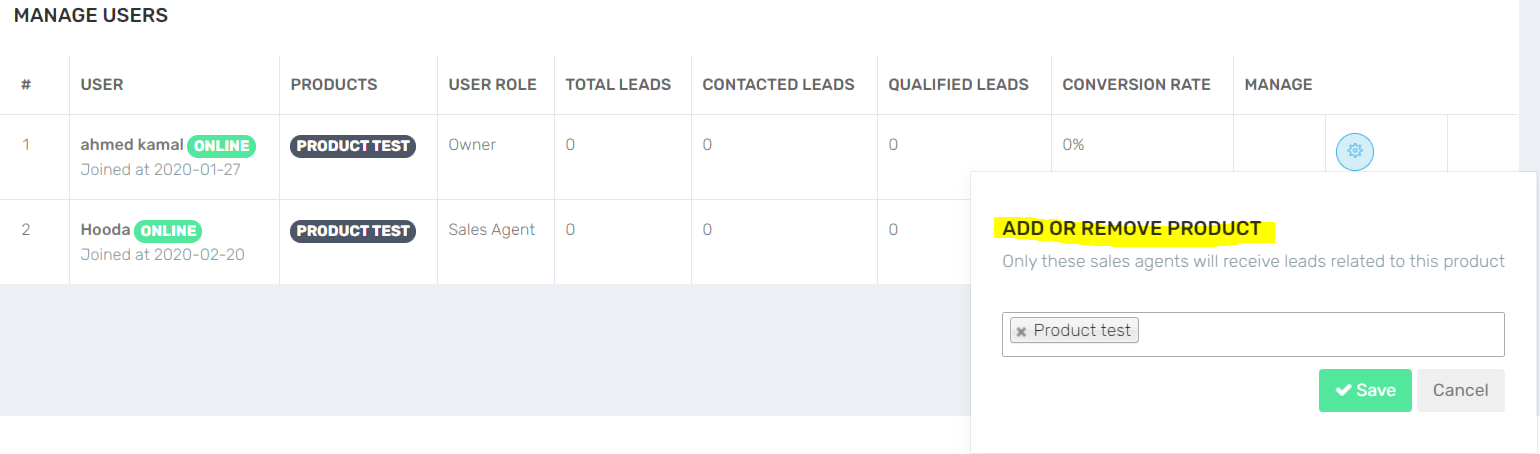 MANAGE USERS
# USER PRODUCTS USER ROLE TOTAL LEADS CONTACTED LEADS QUALIFIED LEADS CONVERSION RATE MANAGE
1 ahmed kamal ONLINE PRODUCT TEST Owner 0 0 0 0%
Joined at 2020-01-27
2 Hooda ONLINE PRODUCT TEST Sales Agent 0 0 0
Joined at 2020-02-20
ADD OR REMOVE PRODUCT
Only these sales agents will receive leads related to this product
× Product test
Save Cancel